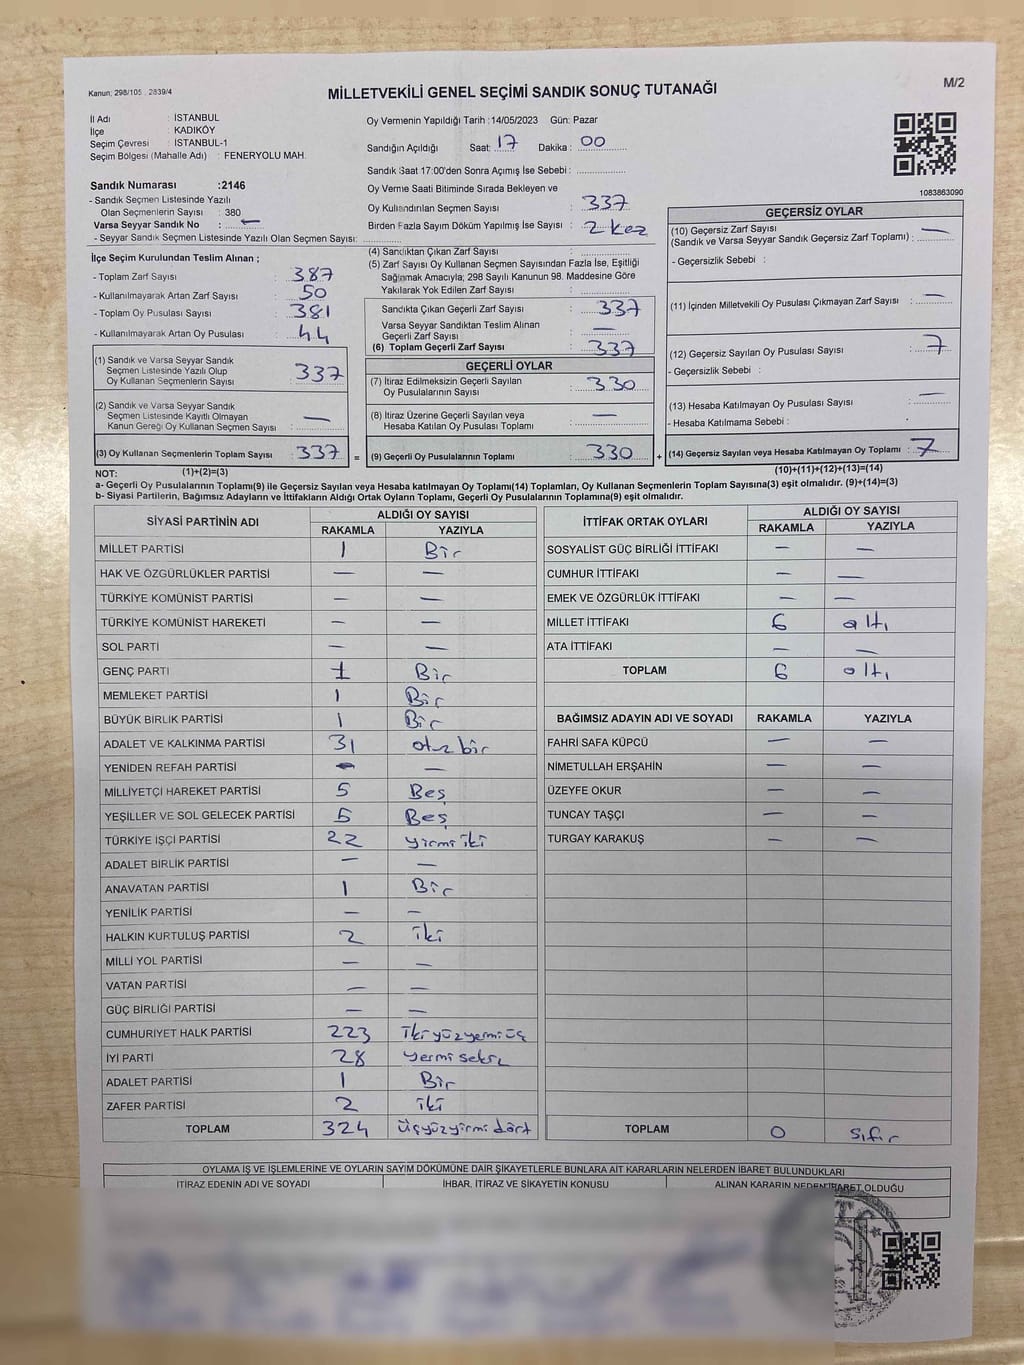 Kanun; 298/105 . 2839/4
MİLLETVEKİLİ GENEL SEÇİMİ SANDIK SONUÇ TUTANAĞI
M/2
İl Adı : İSTANBUL
İlçe : KADIKÖY
Seçim Çevresi : İSTANBUL-1
Seçim Bölgesi (Mahalle Adı) : FENERYOLU MAH.
Oy Vermenin Yapıldığı Tarih :14/05/2023 Gün: Pazar
Sandığın Açıldığı Saat: 17 Dakika : 00
Sandık Saat 17:00'den Sonra Açımış İse Sebebi :
1083863090
Sandık Numarası :2146
- Sandık Seçmen Listesinde Yazılı
Olan Seçmenlerin Sayısı : 380
Varsa Seyyar Sandık No : —
- Seyyar Sandık Seçmen Listesinde Yazılı Olan Seçmen Sayısı:
Oy Verme Saati Bitiminde Sırada Bekleyen ve
Oy Kullandırılan Seçmen Sayısı : 337
Birden Fazla Sayım Döküm Yapılmış İse Sayısı : 2 kez
İlçe Seçim Kurulundan Teslim Alınan ;
- Toplam Zarf Sayısı : 387
- Kullanılmayarak Artan Zarf Sayısı : 50
- Toplam Oy Pusulası Sayısı : 381
- Kullanılmayarak Artan Oy Pusulası : 44
(1) Sandık ve Varsa Seyyar Sandık
Seçmen Listesinde Yazılı Olup
Oy Kullanan Seçmenlerin Sayısı : 337
(2) Sandık ve Varsa Seyyar Sandık
Seçmen Listesinde Kayıtlı Olmayan
Kanun Gereği Oy Kullanan Seçmen Sayısı : —
(3) Oy Kullanan Seçmenlerin Toplam Sayısı : 337 =
(4) Sandıktan Çıkan Zarf Sayısı :
(5) Zarf Sayısı Oy Kullanan Seçmen Sayısından Fazla İse, Eşitliği
Sağlamak Amacıyla; 298 Sayılı Kanunun 98. Maddesine Göre
Yakılarak Yok Edilen Zarf Sayısı :
Sandıkta Çıkan Geçerli Zarf Sayısı : 337
Varsa Seyyar Sandıktan Teslim Alınan
Geçerli Zarf Sayısı : —
(6) Toplam Geçerli Zarf Sayısı : 337
GEÇERLİ OYLAR
(7) İtiraz Edilmeksizin Geçerli Sayılan
Oy Pusulalarının Sayısı : 330
(8) İtiraz Üzerine Geçerli Sayılan veya
Hesaba Katılan Oy Pusulası Toplamı : —
(9) Geçerli Oy Pusulalarının Toplamı : 330 +
GEÇERSİZ OYLAR
(10) Geçersiz Zarf Sayısı
(Sandık ve Varsa Seyyar Sandık Geçersiz Zarf Toplamı) : —
- Geçersizlik Sebebi :
(11) İçinden Milletvekili Oy Pusulası Çıkmayan Zarf Sayısı : —
(12) Geçersiz Sayılan Oy Pusulası Sayısı : 7
- Geçersizlik Sebebi :
(13) Hesaba Katılmayan Oy Pusulası Sayısı : —
- Hesaba Katılmama Sebebi :
(14) Geçersiz Sayılan veya Hesaba Katılmayan Oy Toplamı : 7
NOT: (1)+(2)=(3) (10)+(11)+(12)+(13)=(14)
a- Geçerli Oy Pusulalarının Toplamı(9) ile Geçersiz Sayılan veya Hesaba katılmayan Oy Toplamı(14) Toplamları, Oy Kullanan Seçmenlerin Toplam Sayısına(3) eşit olmalıdır. (9)+(14)=(3)
b- Siyasi Partilerin, Bağımsız Adayların ve İttifakların Aldığı Ortak Oyların Toplamı, Geçerli Oy Pusulalarının Toplamına(9) eşit olmalıdır.
SİYASİ PARTİNİN ADI ALDIĞI OY SAYISI
RAKAMLA YAZIYLA
MİLLET PARTİSİ 1 Bir
HAK VE ÖZGÜRLÜKLER PARTİSİ — —
TÜRKİYE KOMÜNİST PARTİSİ — —
TÜRKİYE KOMÜNİST HAREKETİ — —
SOL PARTİ — —
GENÇ PARTİ 1 Bir
MEMLEKET PARTİSİ 1 Bir
BÜYÜK BİRLİK PARTİSİ 1 Bir
ADALET VE KALKINMA PARTİSİ 31 otuz bir
YENİDEN REFAH PARTİSİ — —
MİLLİYETÇİ HAREKET PARTİSİ 5 Beş
YEŞİLLER VE SOL GELECEK PARTİSİ 5 Beş
TÜRKİYE İŞÇİ PARTİSİ 22 yirmi iki
ADALET BİRLİK PARTİSİ — —
ANAVATAN PARTİSİ 1 Bir
YENİLİK PARTİSİ — —
HALKIN KURTULUŞ PARTİSİ 2 iki
MİLLİ YOL PARTİSİ — —
VATAN PARTİSİ — —
GÜÇ BİRLİĞİ PARTİSİ — —
CUMHURİYET HALK PARTİSİ 223 İkiyüzyermi üç
İYİ PARTİ 28 yermi sekiz
ADALET PARTİSİ 1 Bir
ZAFER PARTİSİ 2 iki
TOPLAM 324 üçyüzyirmi dört
İTTİFAK ORTAK OYLARI ALDIĞI OY SAYISI
RAKAMLA YAZIYLA
SOSYALİST GÜÇ BİRLİĞİ İTTİFAKI — —
CUMHUR İTTİFAKI — —
EMEK VE ÖZGÜRLÜK İTTİFAKI — —
MİLLET İTTİFAKI 6 altı
ATA İTTİFAKI — —
TOPLAM 6 altı
BAĞIMSIZ ADAYIN ADI VE SOYADI RAKAMLA YAZIYLA
FAHRİ SAFA KÜPCÜ — —
NİMETULLAH ERŞAHİN — —
ÜZEYFE OKUR — —
TUNCAY TAŞÇI — —
TURGAY KARAKUŞ — —
TOPLAM 0 sıfır
OYLAMA İŞ VE İŞLEMLERİNE VE OYLARIN SAYIM DÖKÜMÜNE DAİR ŞİKAYETLERLE BUNLARA AİT KARARLARIN NELERDEN İBARET BULUNDUKLARI
İTİRAZ EDENİN ADI VE SOYADI İHBAR, İTİRAZ VE ŞİKAYETİN KONUSU ALINAN KARARIN NEDEN İBARET OLDUĞU